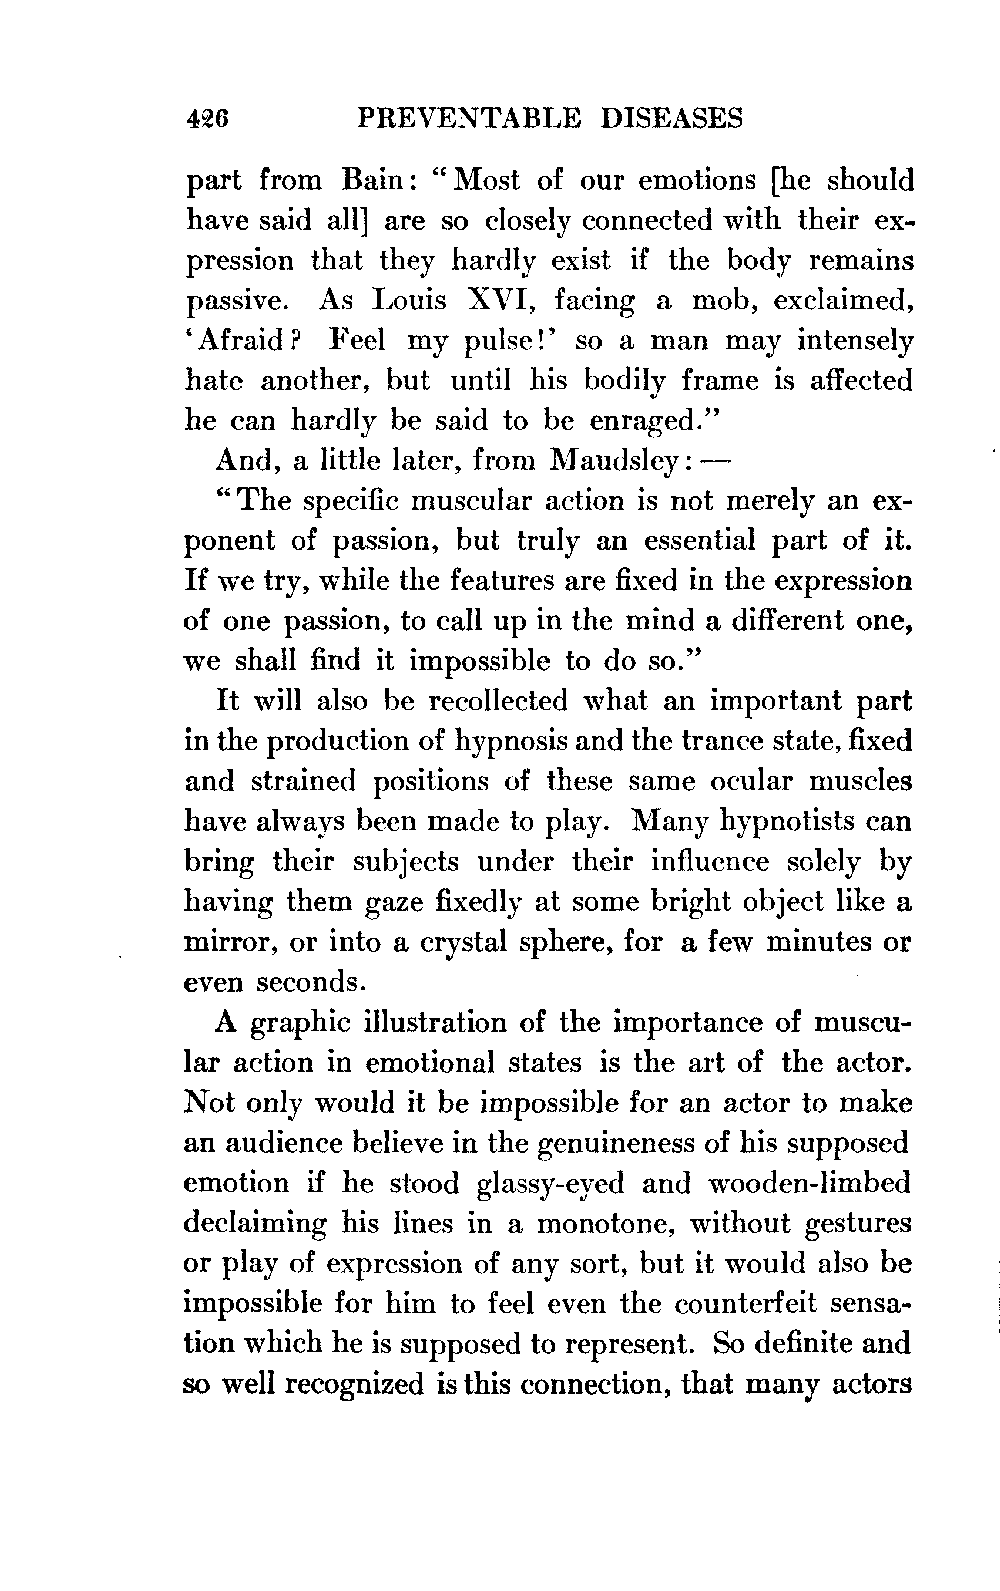 426 PREVENTABLE DISEASES
part from Bain: “Most of our emotions [he should
have said all] are so closely connected with their ex-
pression that they hardly exist if the body remains
passive. As Louis XVI, facing a mob, exclaimed,
‘Afraid? Feel my pulse!’ so a man may intensely
hate another, but until his bodily frame is affected
he can hardly be said to be enraged.”
And, a little later, from Maudsley: —
“The specific muscular action is not merely an ex-
ponent of passion, but truly an essential part of it.
If we try, while the features are fixed in the expression
of one passion, to call up in the mind a different one,
we shall find it impossible to do so.”
It will also be recollected what an important part
in the production of hypnosis and the trance state, fixed
and strained positions of these same ocular muscles
have always been made to play. Many hypnotists can
bring their subjects under their influence solely by
having them gaze fixedly at some bright object like a
mirror, or into a crystal sphere, for a few minutes or
even seconds.
A graphic illustration of the importance of muscu-
lar action in emotional states is the art of the actor.
Not only would it be impossible for an actor to make
an audience believe in the genuineness of his supposed
emotion if he stood glassy-eyed and wooden-limbed
declaiming his lines in a monotone, without gestures
or play of expression of any sort, but it would also be
impossible for him to feel even the counterfeit sensa-
tion which he is supposed to represent. So definite and
so well recognized is this connection, that many actors